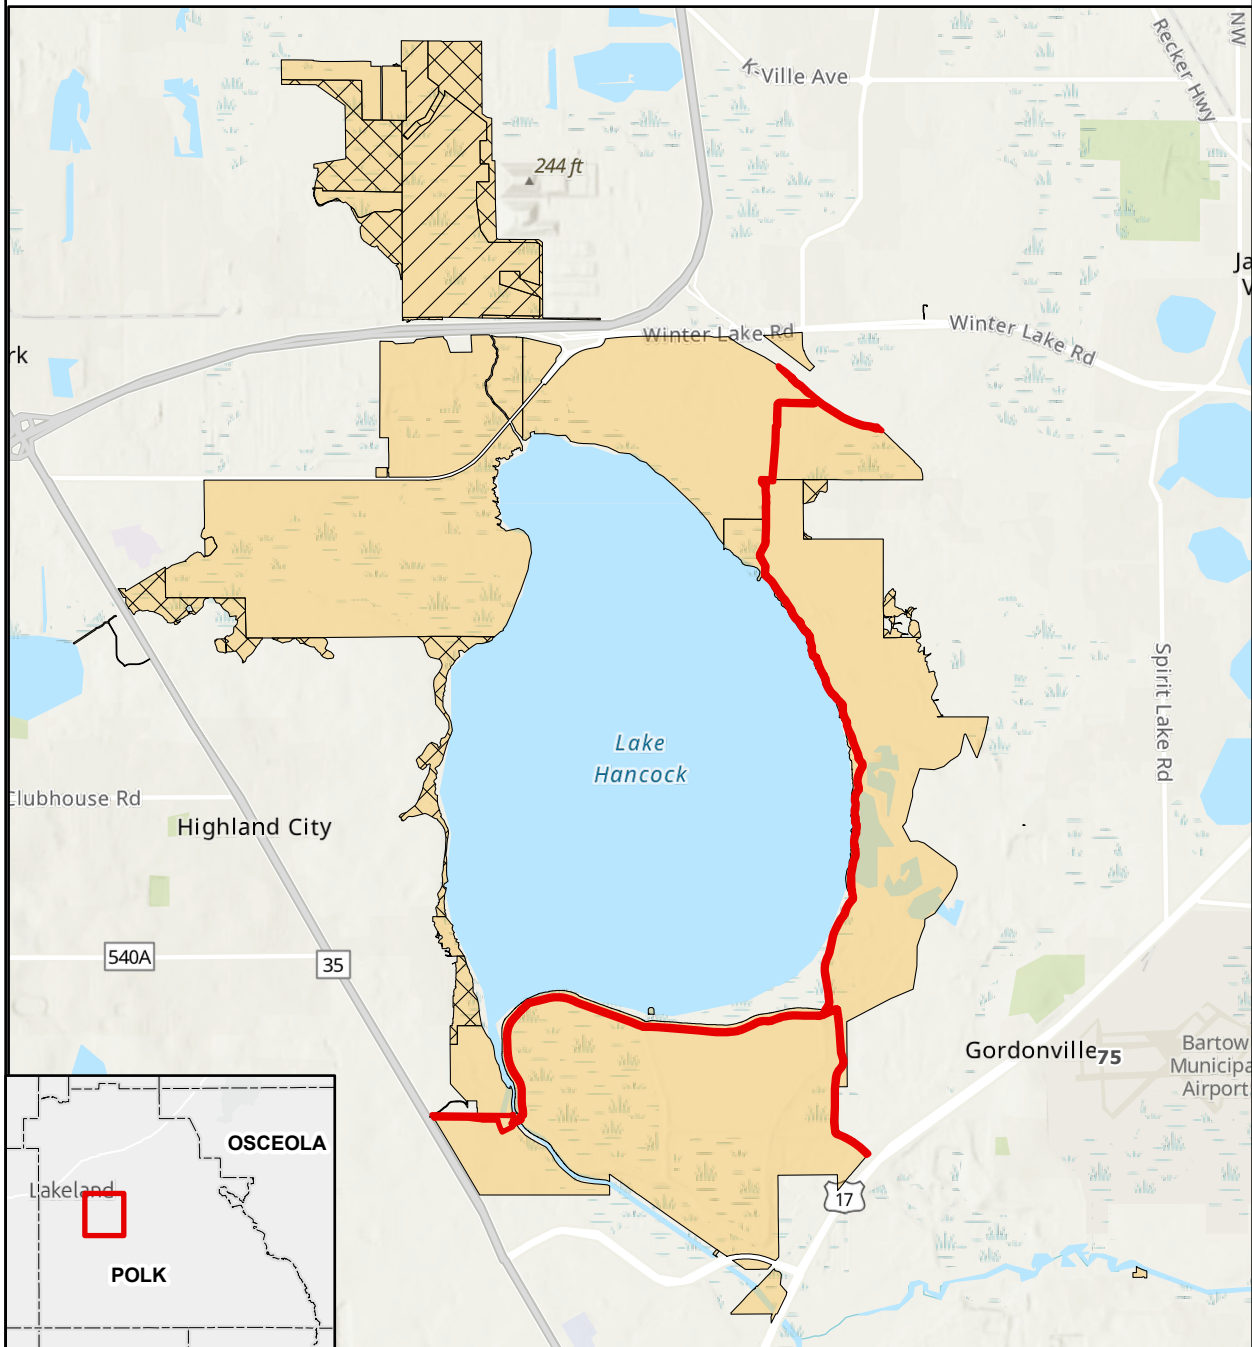 NW
Recker Hwy
K-Ville Ave
244 ft
Ja
V
Winter Lake Rd
Winter Lake Rd
rk
Spirit Lake Rd
Lake
Hancock
Clubhouse Rd
Highland City
540A
35
Gordonville
75
Bartow
Municipa
Airport
17
OSCEOLA
Lakeland
POLK